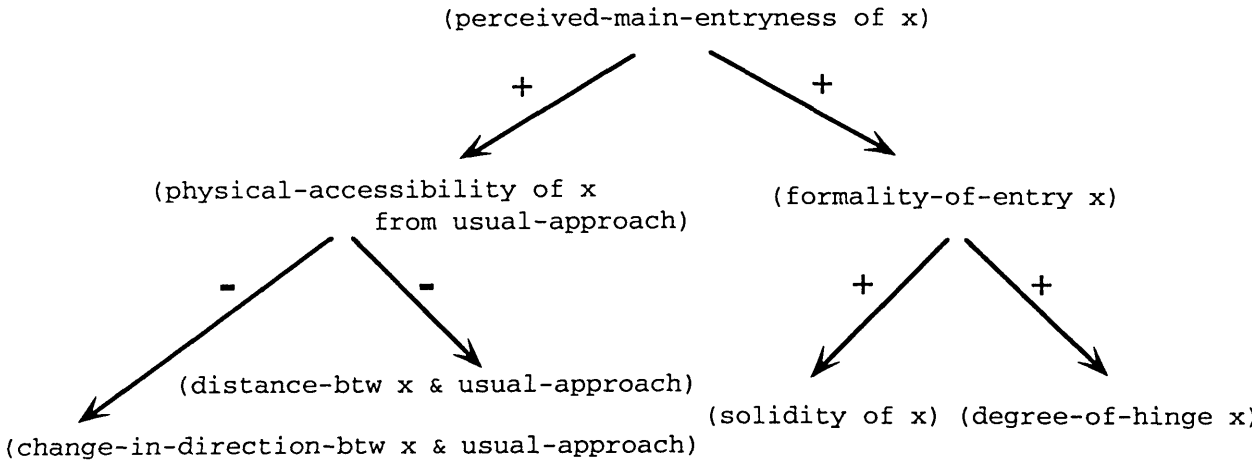 (perceived-main-entryness of x)
+ +
(physical-accessibility of x
from usual-approach)
(formality-of-entry x)
- - + +
(distance-btw x & usual-approach)
(solidity of x) (degree-of-hinge x)
(change-in-direction-btw x & usual-approach)